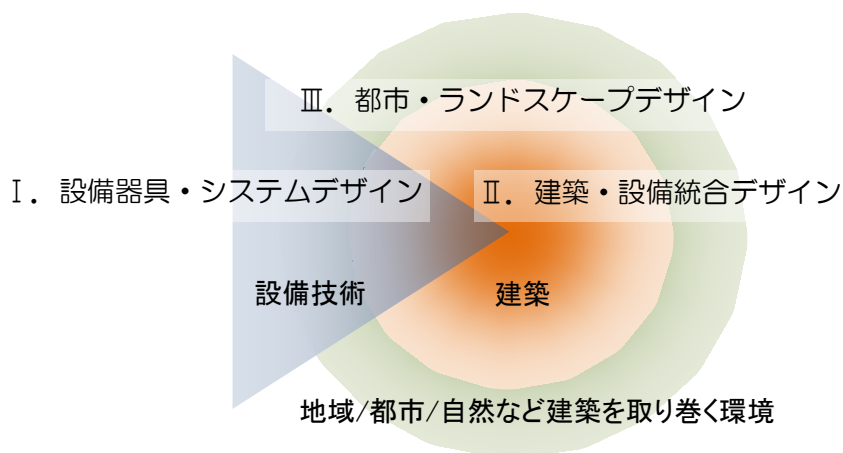 Ⅲ．都市・ランドスケープデザイン
Ⅰ．設備器具・システムデザイン
Ⅱ．建築・設備統合デザイン
設備技術
建築
地域/都市/自然など建築を取り巻く環境